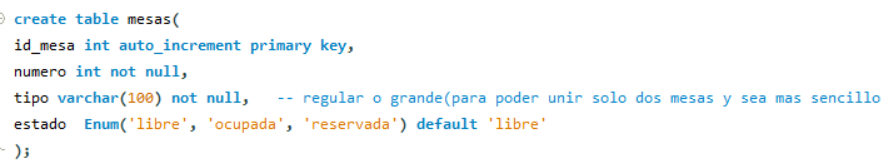 create table mesas(
id_mesa int auto_increment primary key,
numero int not null,
tipo varchar(100) not null,   -- regular o grande(para poder unir solo dos mesas y sea mas sencillo
estado  Enum('libre', 'ocupada', 'reservada') default 'libre'
);